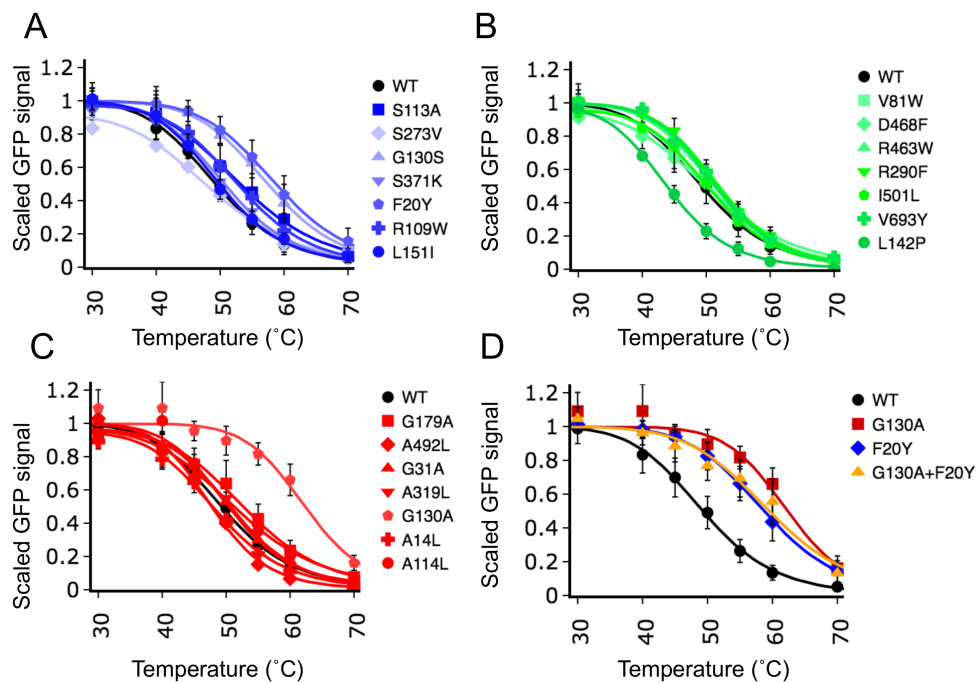 A
Scaled GFP signal
1.2
1
0.8
0.6
0.4
0.2
0
30
40
50
60
70
Temperature (˚C)
WT
S113A
S273V
G130S
S371K
F20Y
R109W
L151I
B
Scaled GFP signal
1.2
1
0.8
0.6
0.4
0.2
0
30
40
50
60
70
Temperature (˚C)
WT
V81W
D468F
R463W
R290F
I501L
V693Y
L142P
C
Scaled GFP signal
1.2
1
0.8
0.6
0.4
0.2
0
30
40
50
60
70
Temperature (˚C)
WT
G179A
A492L
G31A
A319L
G130A
A14L
A114L
D
Scaled GFP signal
1.2
1
0.8
0.6
0.4
0.2
0
30
40
50
60
70
Temperature (˚C)
WT
G130A
F20Y
G130A+F20Y